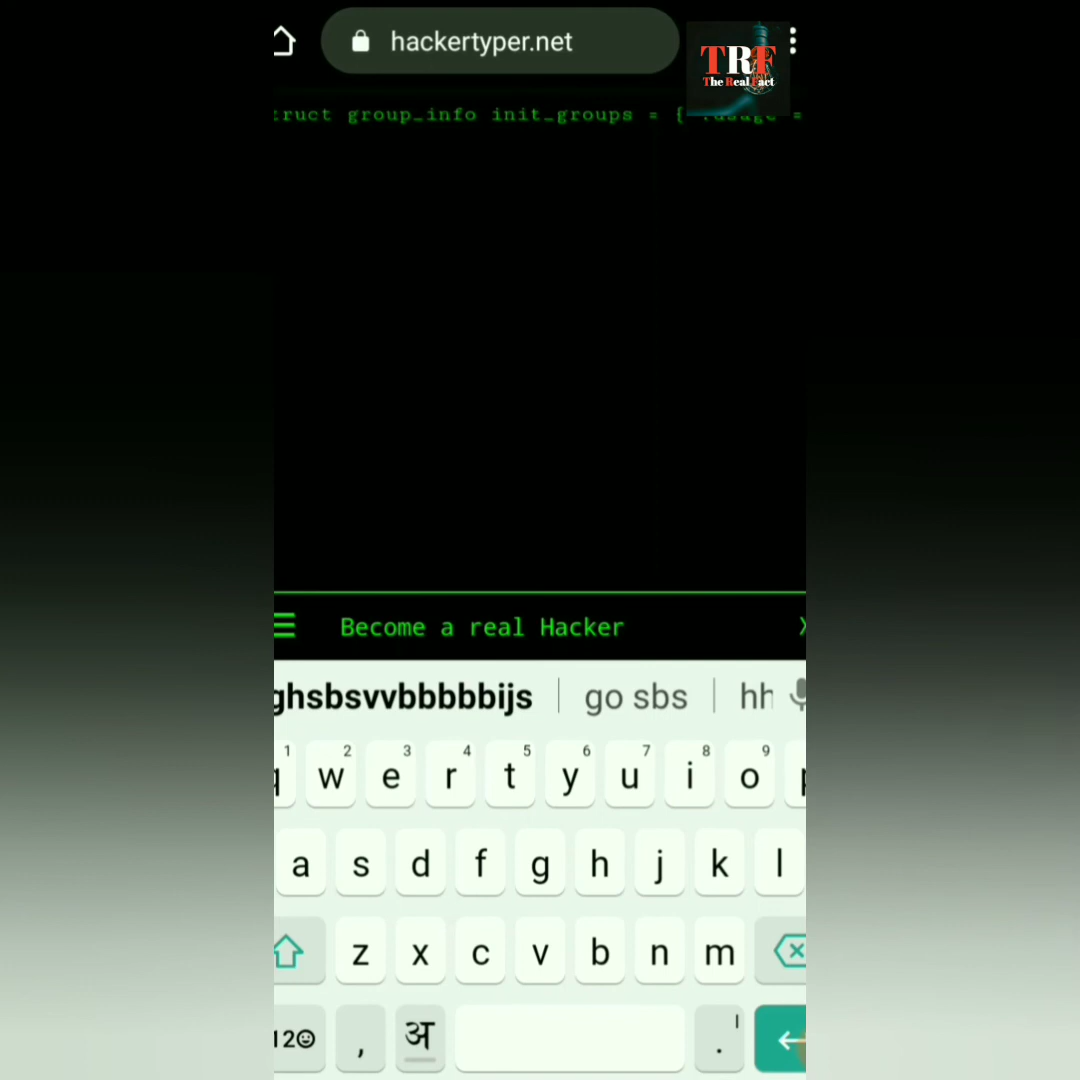 hackertyper.net
TRF
The Real Fact
truct group_info init_groups = { .usage =
Become a real Hacker
X
ghsbsvvbbbbbijs go sbs hh
1 2 3 4 5 6 7 8 9
q w e r t y u i o p
a s d f g h j k l
z x c v b n m
12 , अ .